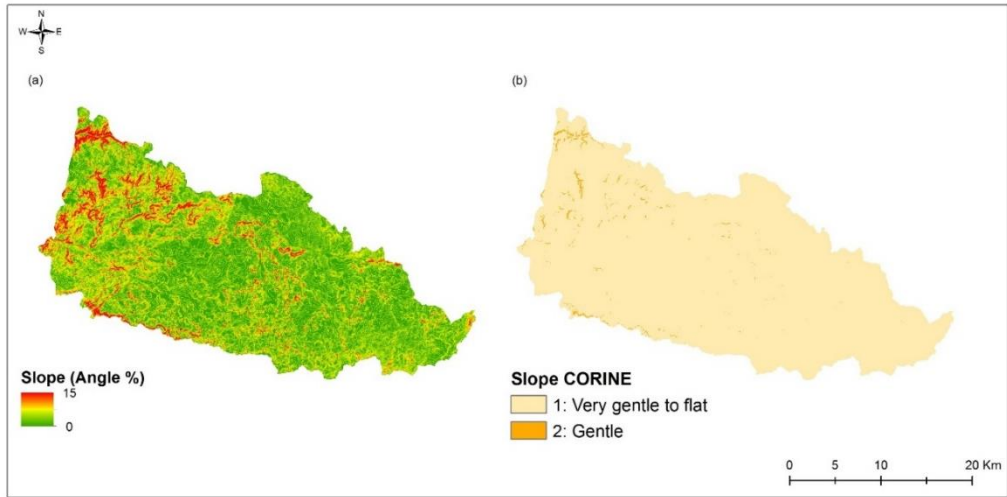 N
W E
S
(a)
(b)
Slope (Angle %)
15
0
Slope CORINE
1: Very gentle to flat
2: Gentle
0 5 10 20 Km